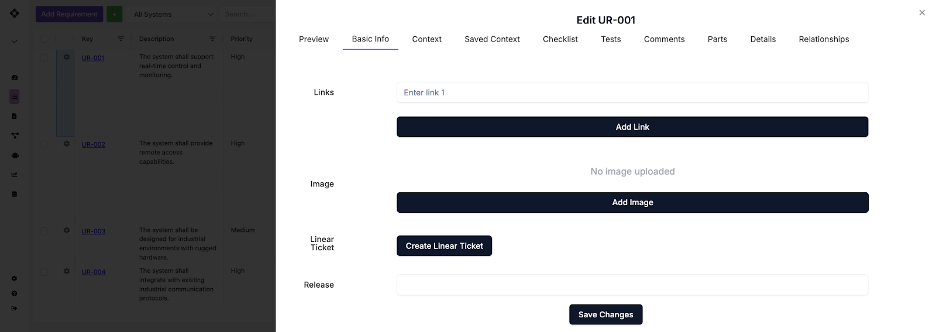 Add Requirement
+
All Systems
Search
Key
Description
Priority
UR-001
The system shall support
real-time control and
monitoring.
High
UR-002
The system shall provide
remote access
capabilities.
High
UR-003
The system shall be
designed for industrial
environments with rugged
hardware.
Medium
UR-004
The system shall
integrate with existing
industrial communication
protocols.
High
Edit UR-001
×
Preview
Basic Info
Context
Saved Context
Checklist
Tests
Comments
Parts
Details
Relationships
Links
Enter link 1
Add Link
Image
No image uploaded
Add Image
Linear
Ticket
Create Linear Ticket
Release
Save Changes